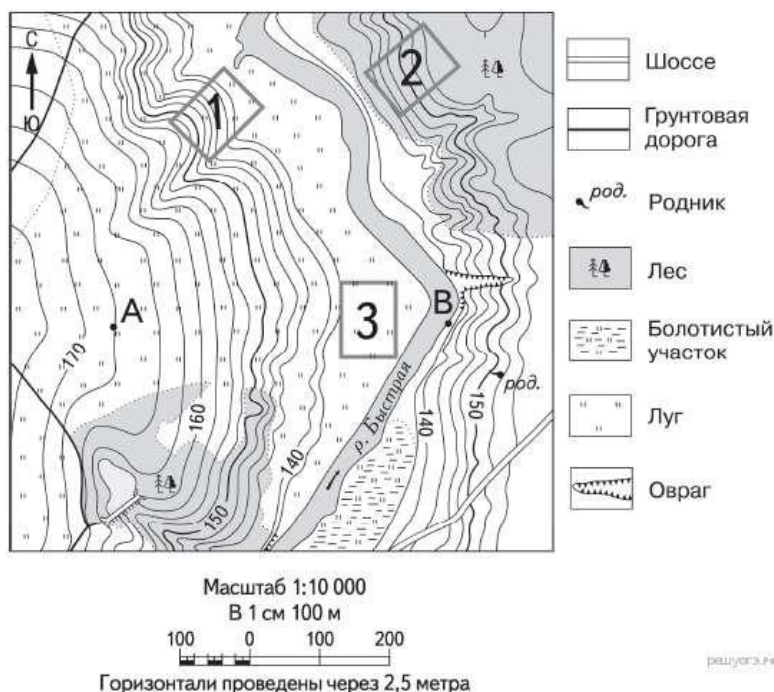 С
Ю
1
2
3
А
В
170
160
150
140
140
150
р. Быстрая
род.
Шоссе
Грунтовая
дорога
род.
Родник
Лес
Болотистый
участок
Луг
Овраг
Масштаб 1:10 000
В 1 см 100 м
100 0 100 200
Горизонтали проведены через 2,5 метра
решуогэ.рф